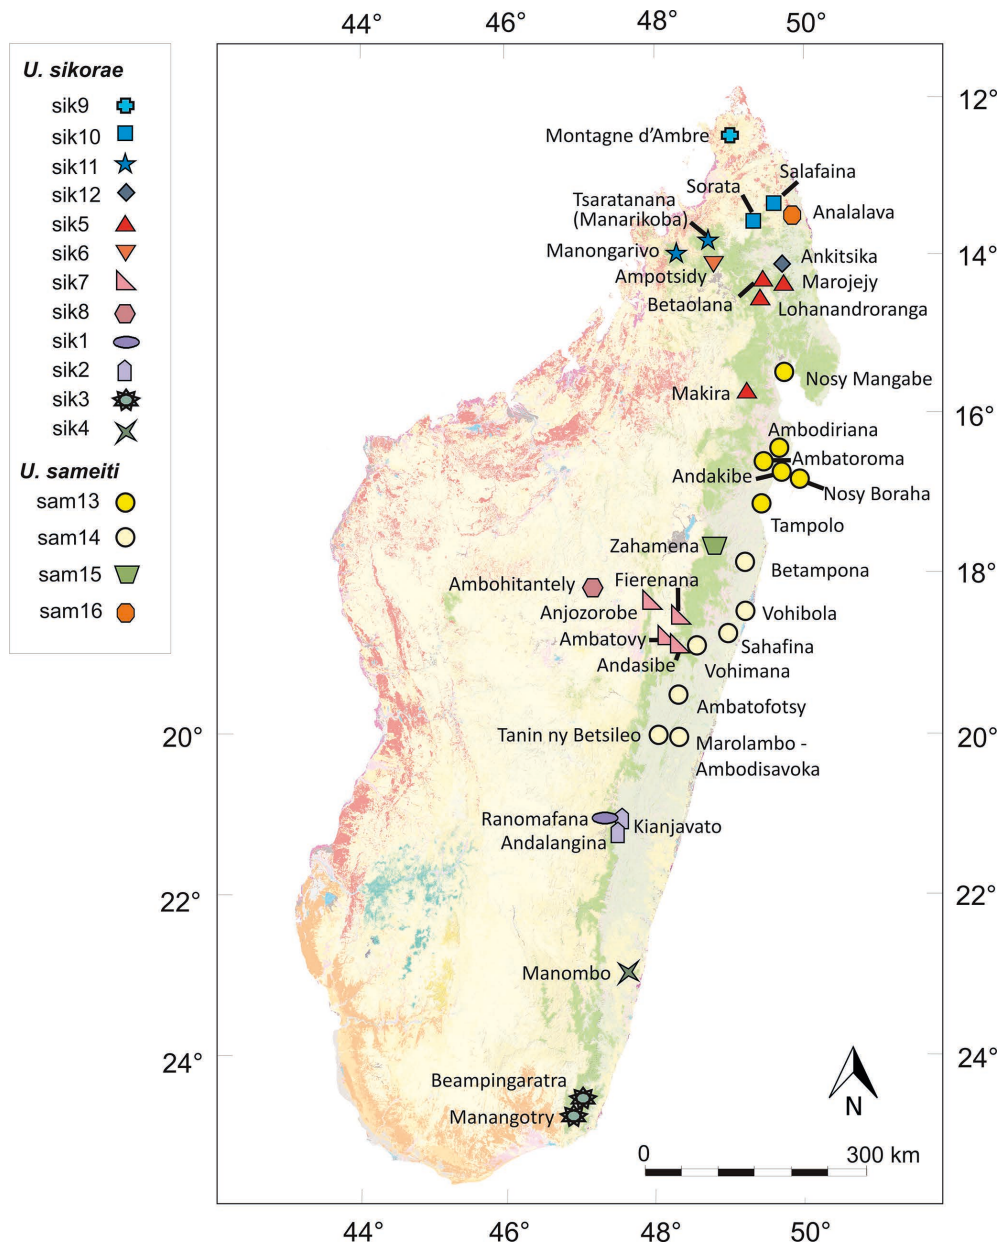 44°
46°
48°
50°
U. sikorae
sik9
sik10
sik11
sik12
sik5
sik6
sik7
sik8
sik1
sik2
sik3
sik4
U. sameiti
sam13
sam14
sam15
sam16
12°
14°
16°
18°
20°
20°
22°
22°
24°
24°
Montagne d’Ambre
Salafaina
Sorata
Tsaratanana
(Manarikoba)
Analalava
Manongarivo
Ankitsika
Ampotsidy
Marojejy
Betaolana
Lohanandroranga
Nosy Mangabe
Makira
Ambodiriana
Ambatoroma
Andakibe
Nosy Boraha
Tampolo
Zahamena
Betampona
Fierenana
Ambohitantely
Anjozorobe
Vohibola
Ambatovy
Sahafina
Andasibe
Vohimana
Ambatofotsy
Tanin ny Betsileo
Marolambo -
Ambodisavoka
Ranomafana
Kianjavato
Andalangina
Manombo
Beampingaratra
Manangotry
N
0
300 km
44°
46°
48°
50°